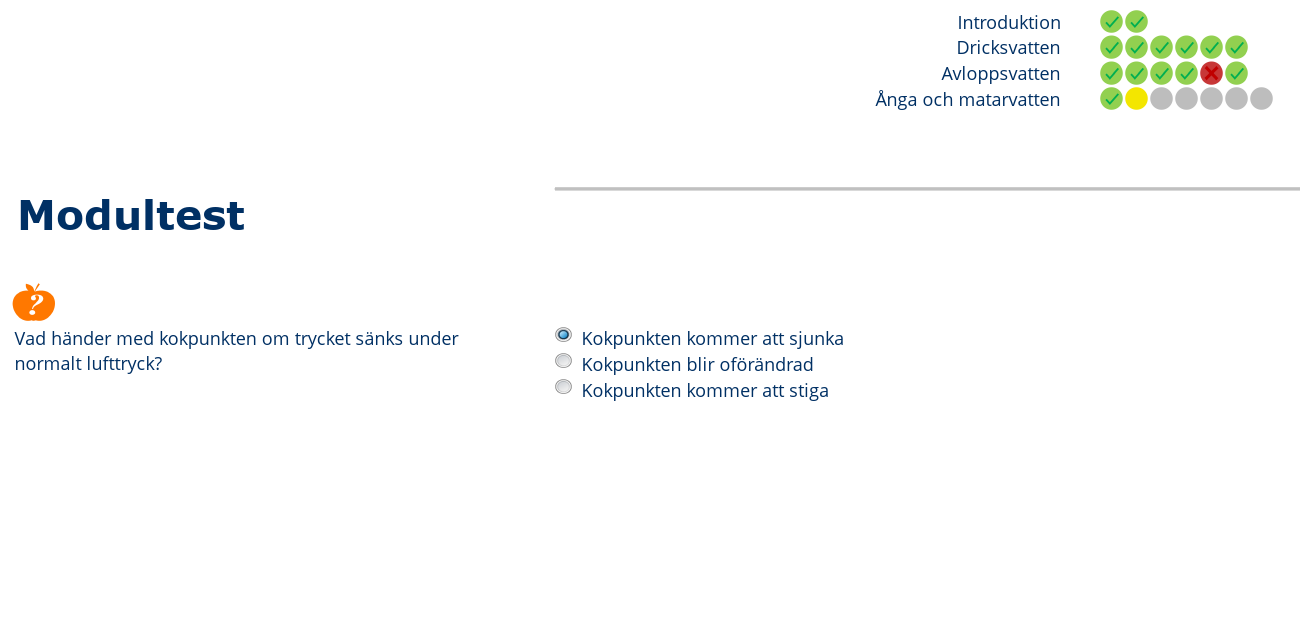 Introduktion
Dricksvatten
Avloppsvatten
Ånga och matarvatten
Modultest
?
Vad händer med kokpunkten om trycket sänks under
normalt lufttryck?
Kokpunkten kommer att sjunka
Kokpunkten blir oförändrad
Kokpunkten kommer att stiga